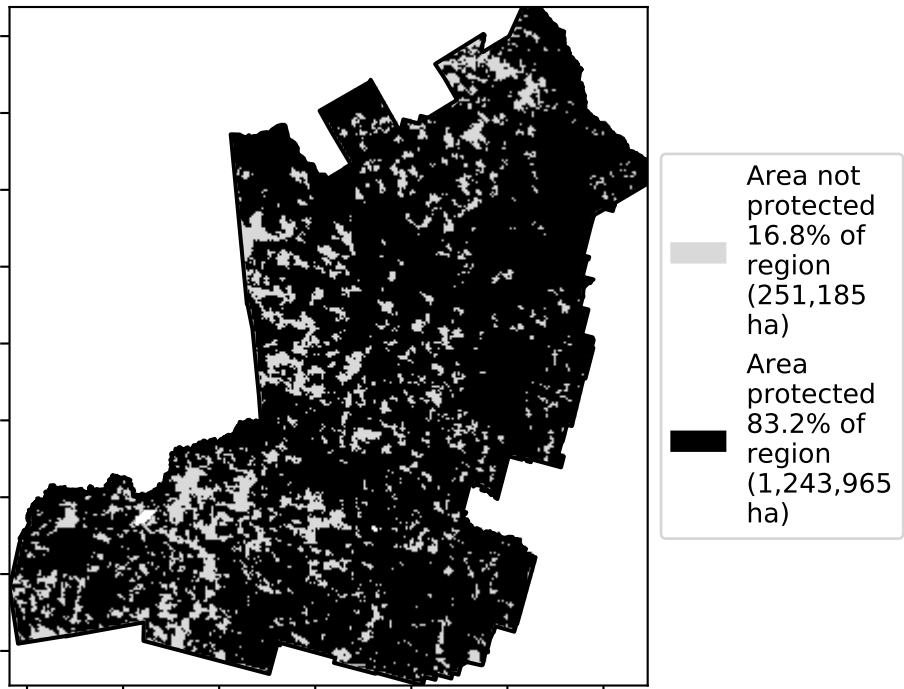 Area not
protected
16.8% of
region
(251,185
ha)
Area
protected
83.2% of
region
(1,243,965
ha)